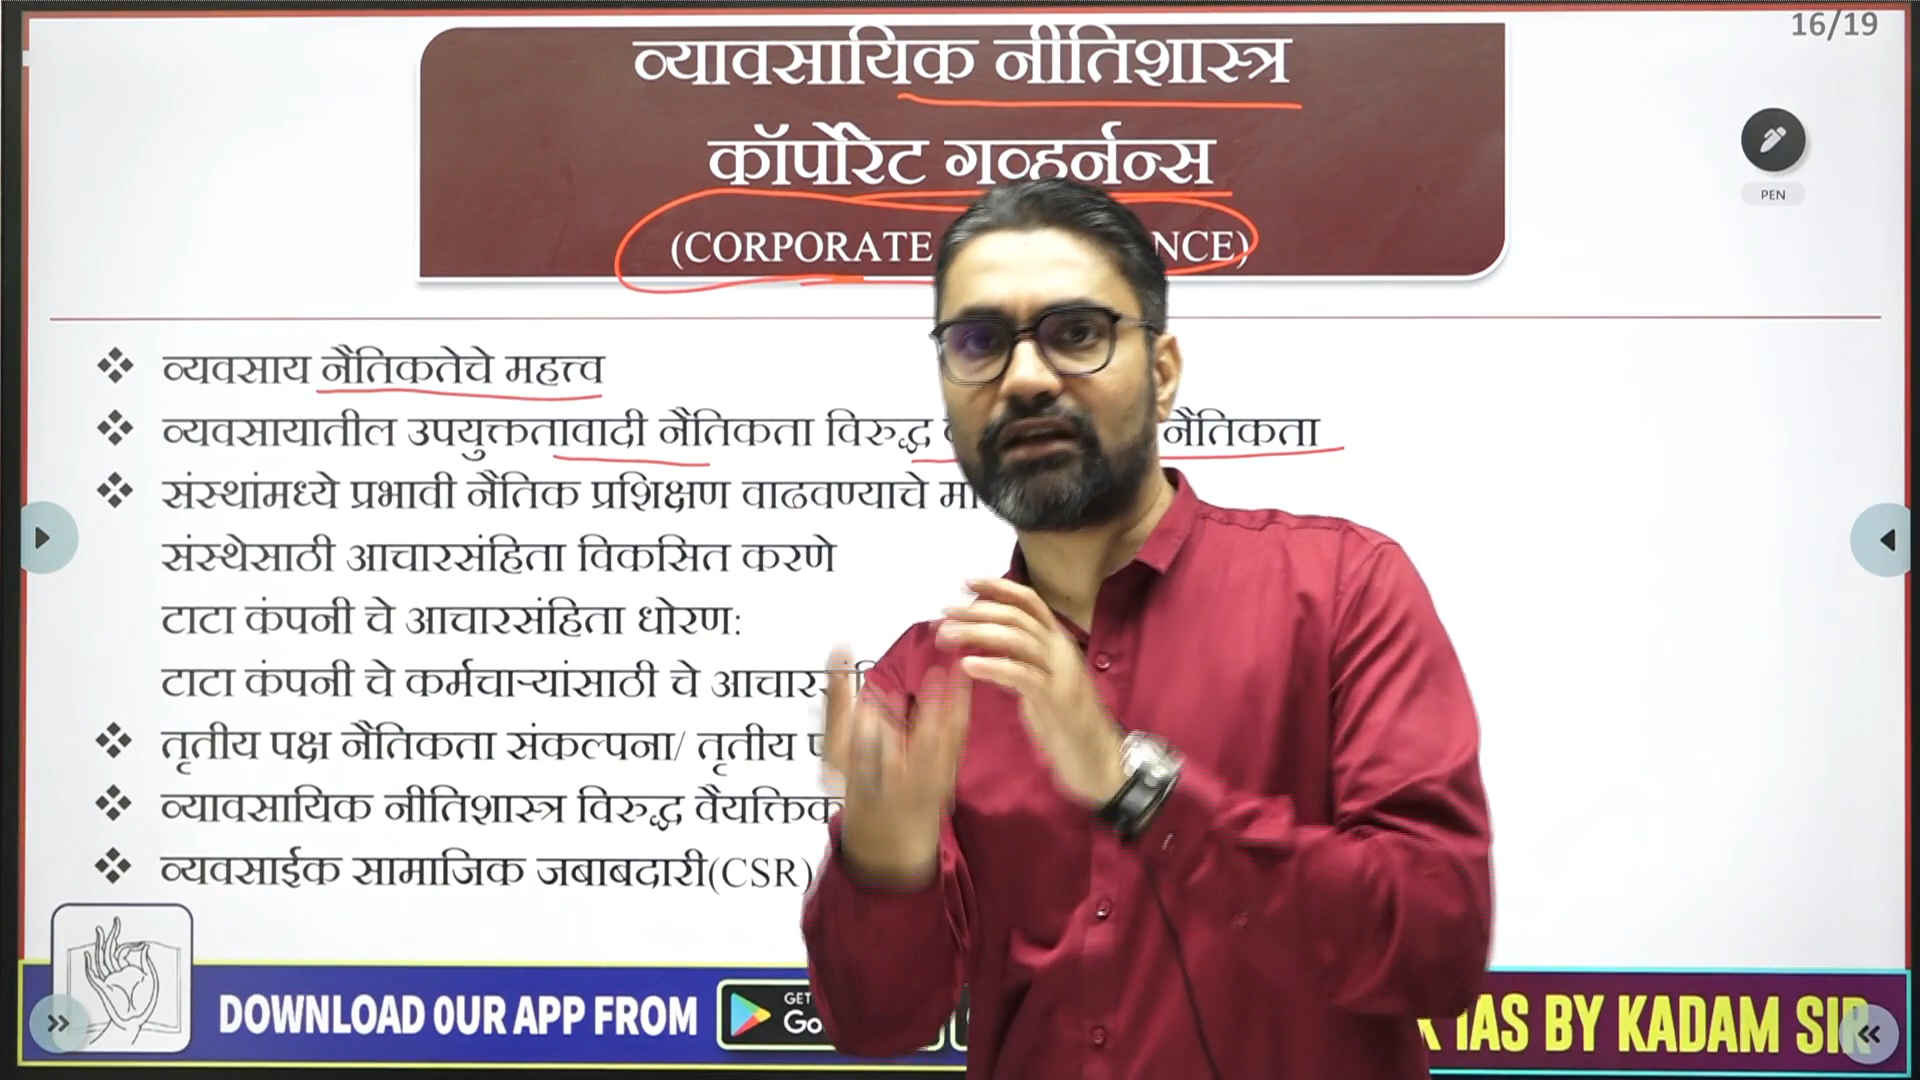 16/19
व्यावसायिक नीतिशास्त्र
कॉर्पोरेट गव्हर्नन्स
(CORPORATE NCE)
PEN
❖ व्यवसाय नैतिकतेचे महत्त्व
❖ व्यवसायातील उपयुक्ततावादी नैतिकता विरुद्ध नैतिकता
❖ संस्थांमध्ये प्रभावी नैतिक प्रशिक्षण वाढवण्याचे
संस्थेसाठी आचारसंहिता विकसित करणे
टाटा कंपनी चे आचारसंहिता धोरण:
टाटा कंपनी चे कर्मचाऱ्यांसाठी चे
❖ तृतीय पक्ष नैतिकता संकल्पना/ तृतीय
❖ व्यावसायिक नीतिशास्त्र विरुद्ध
❖ व्यवसाईक सामाजिक जबाबदारी(CSR)
DOWNLOAD OUR APP FROM
GET
IAS BY KADAM SIR